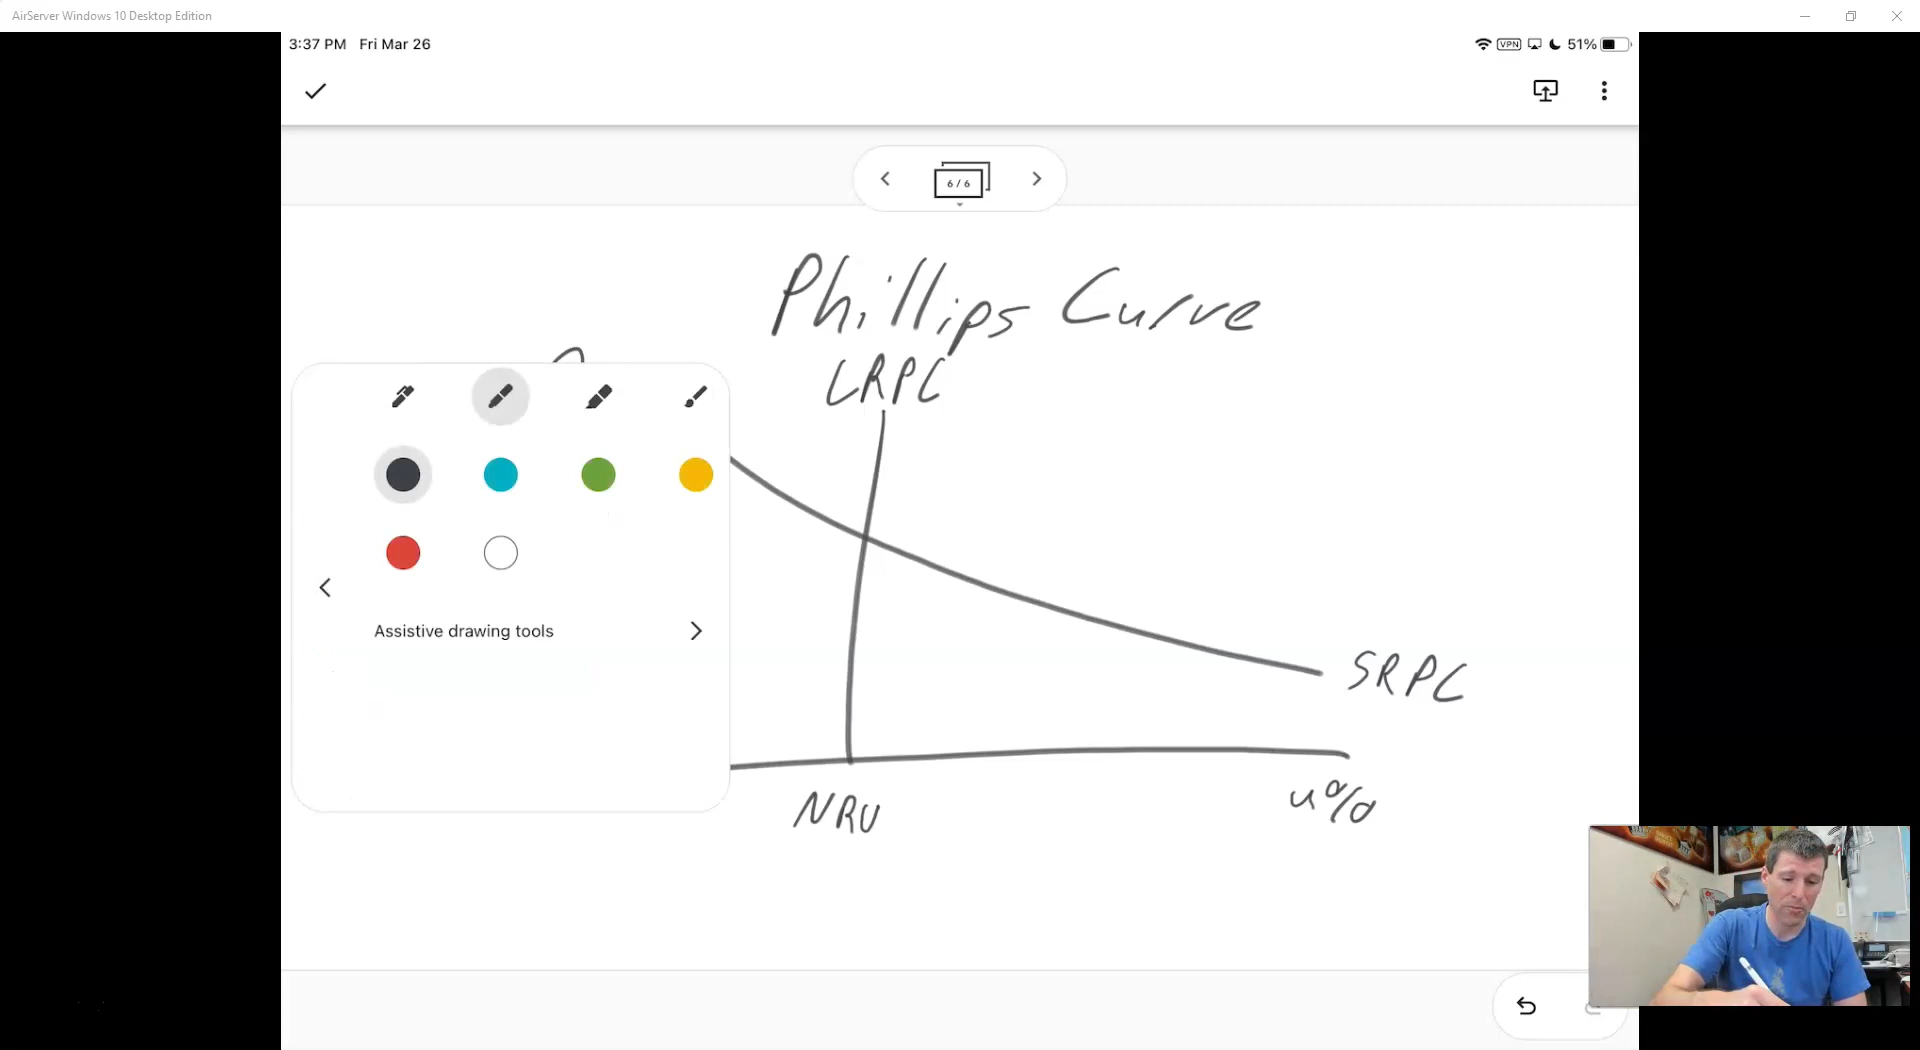 AirServer Windows 10 Desktop Edition
3:37 PM Fri Mar 26
VPN 51%
6 / 6
Phillips Curve
LRPC
Assistive drawing tools
SRPC
NRU
u%